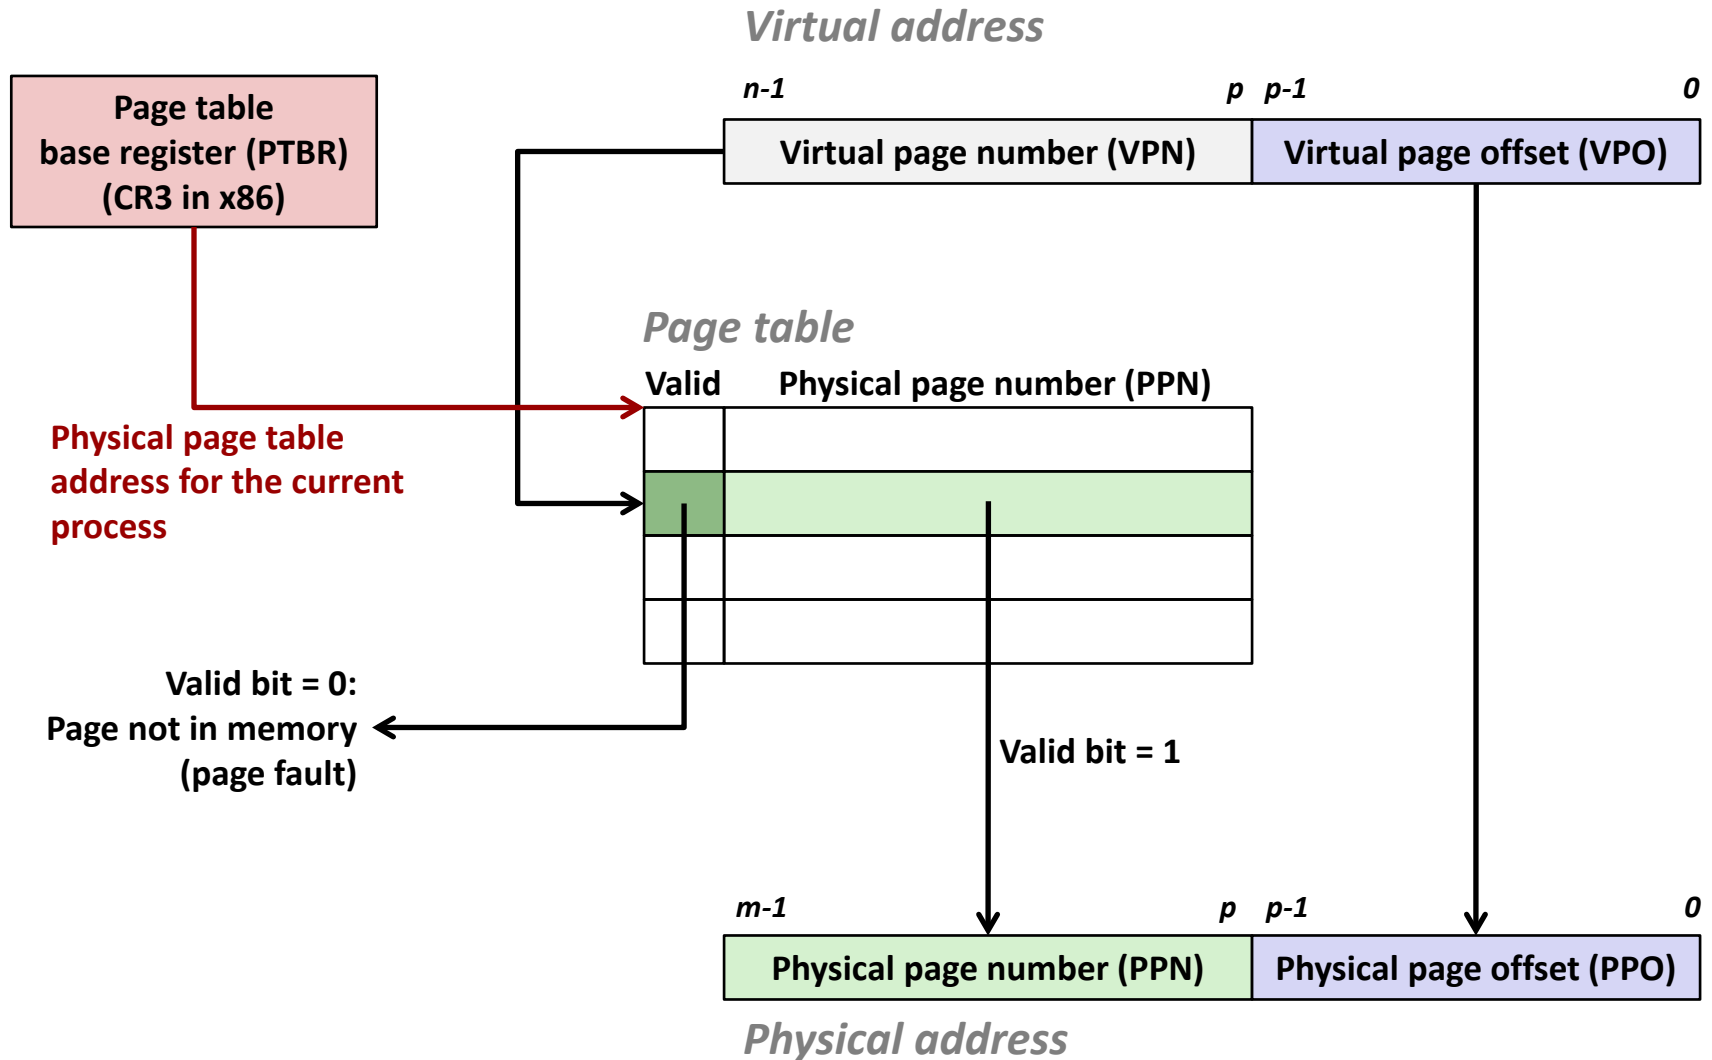 Virtual address
n-1 p p-1 0
Page table
base register (PTBR)
(CR3 in x86)
Virtual page number (VPN) Virtual page offset (VPO)
Page table
Valid Physical page number (PPN)
Physical page table
address for the current
process
Valid bit = 0:
Page not in memory
(page fault)
Valid bit = 1
m-1 p p-1 0
Physical page number (PPN) Physical page offset (PPO)
Physical address